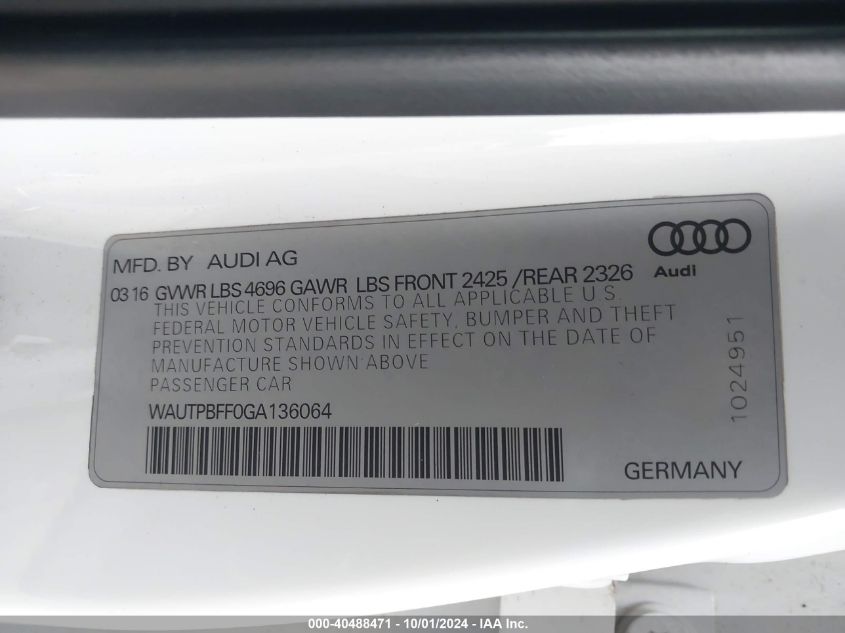 MFD. BY AUDI AG
Audi
03 16 GVWR LBS 4696 GAWR LBS FRONT 2425 /REAR 2326
THIS VEHICLE CONFORMS TO ALL APPLICABLE U.S.
FEDERAL MOTOR VEHICLE SAFETY, BUMPER AND THEFT
PREVENTION STANDARDS IN EFFECT ON THE DATE OF
MANUFACTURE SHOWN ABOVE
PASSENGER CAR
WAUTPBFF0GA136064
1024951
GERMANY
000-40488471 - 10/01/2024 - IAA Inc.